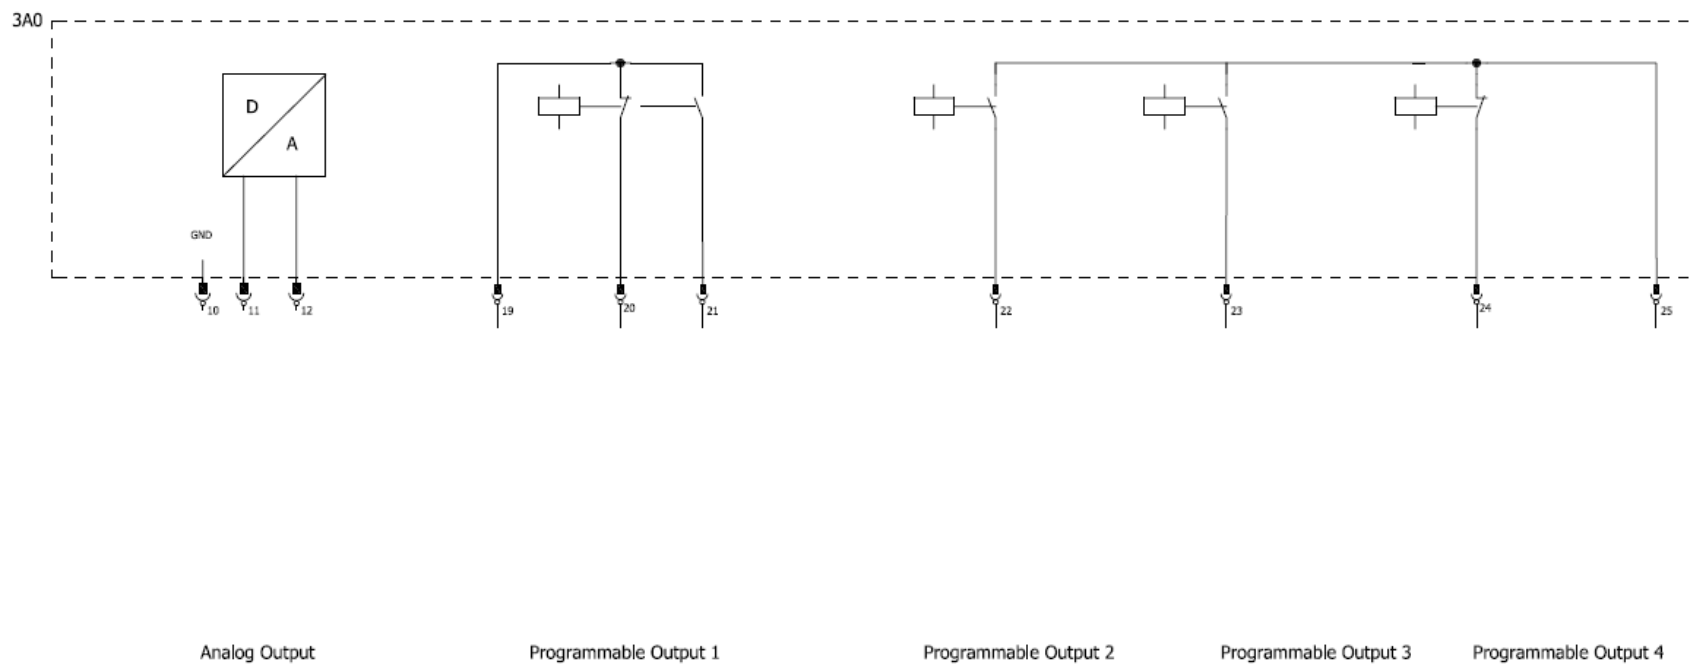 3A0
D
A
GND
10 11 12 19 20 21 22 23 24 25
Analog Output Programmable Output 1 Programmable Output 2 Programmable Output 3 Programmable Output 4